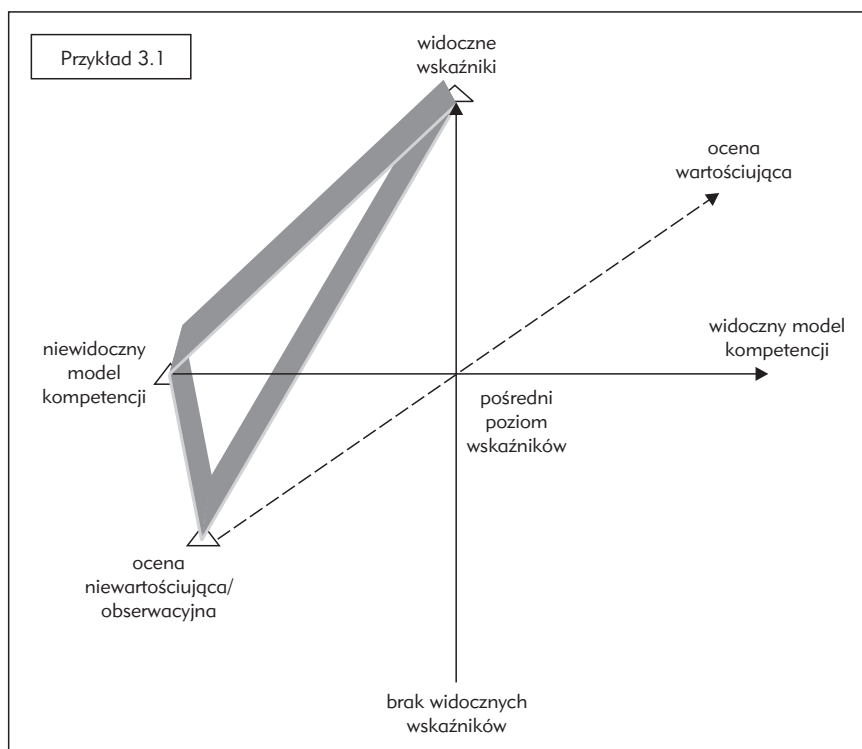 Przykład 3.1
widoczne
wskaźniki
ocena
wartościująca
niewidoczny
model
kompetencji
widoczny model
kompetencji
pośredni
poziom
wskaźników
ocena
niewartościująca/
obserwacyjna
brak widocznych
wskaźników